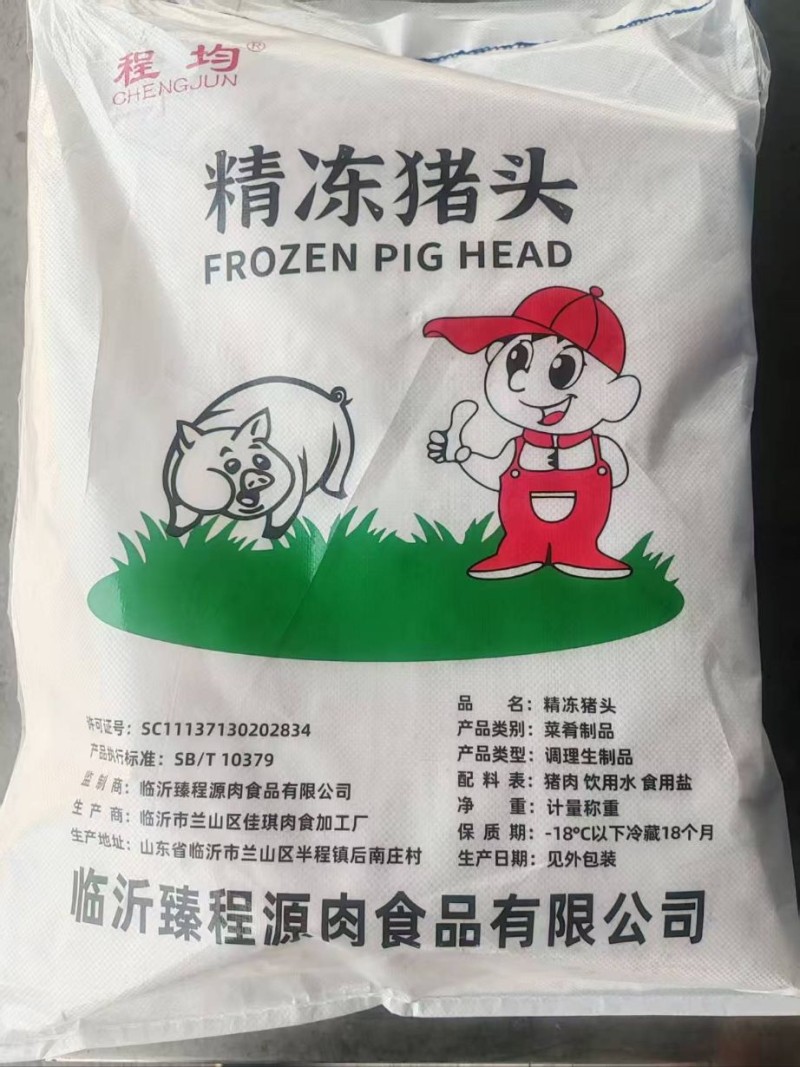 程均®
CHENGJUN
精冻猪头
FROZEN PIG HEAD
许可证号：SC11137130202834
产品执行标准：SB/T 10379
监制商：临沂臻程源肉食品有限公司
生产商：临沂市兰山区佳琪肉食加工厂
生产地址：山东省临沂市兰山区半程镇后南庄村
品名：精冻猪头
产品类别：菜肴制品
产品类型：调理生制品
配料表：猪肉 饮用水 食用盐
净重：计量称重
保质期：-18°C以下冷藏18个月
生产日期：见外包装
临沂臻程源肉食品有限公司